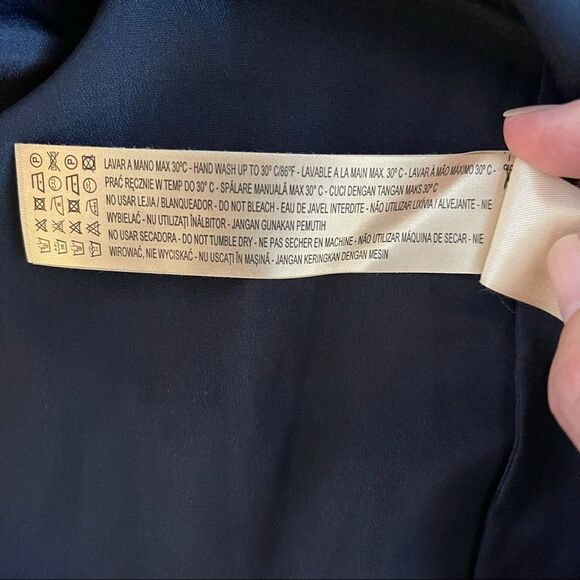 LAVAR A MANO MAX 30ºC - HAND WASH UP TO 30º C/86ºF - LAVABLE A LA MAIN MAX. 30º C - LAVAR À MÃO MÁXIMO 30º C -
PRAĆ RĘCZNIE W TEMP DO 30º C - SPĂLARE MANUALĂ MAX 30º C - CUCI DENGAN TANGAN MAKS 30º C
NO USAR LEJIA / BLANQUEADOR - DO NOT BLEACH - EAU DE JAVEL INTERDITE - NÃO UTILIZAR LIXÍVIA / ALVEJANTE - NIE
WYBIELAĆ - NU UTILIZAȚI ÎNĂLBITOR - JANGAN GUNAKAN PEMUTIH
NO USAR SECADORA - DO NOT TUMBLE DRY - NE PAS SECHER EN MACHINE - NÃO UTILIZAR MÁQUINA DE SECAR - NIE
WIROWAĆ, NIE WYCISKAĆ - NU USCAȚI ÎN MAȘINĂ - JANGAN KERINGKAN DENGAN MESIN